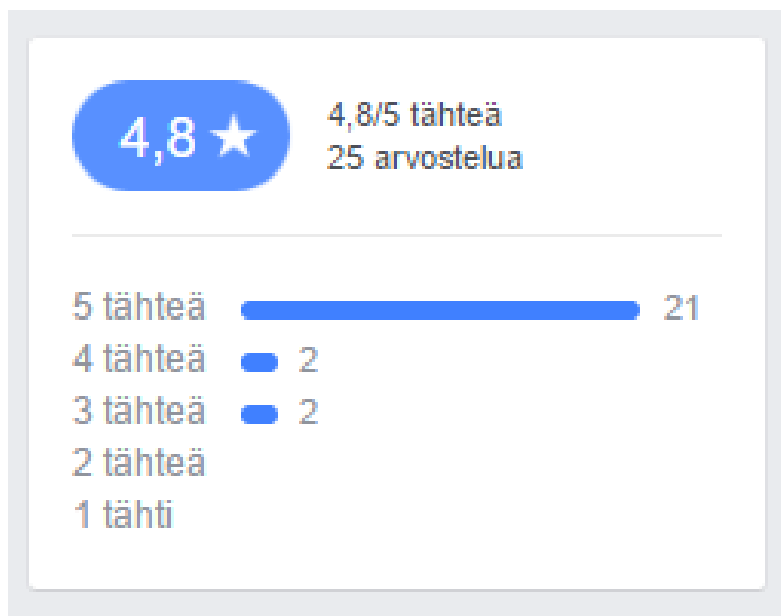 4,8 ★
4,8/5 tähteä
25 arvostelua
5 tähteä 21
4 tähteä 2
3 tähteä 2
2 tähteä
1 tähti